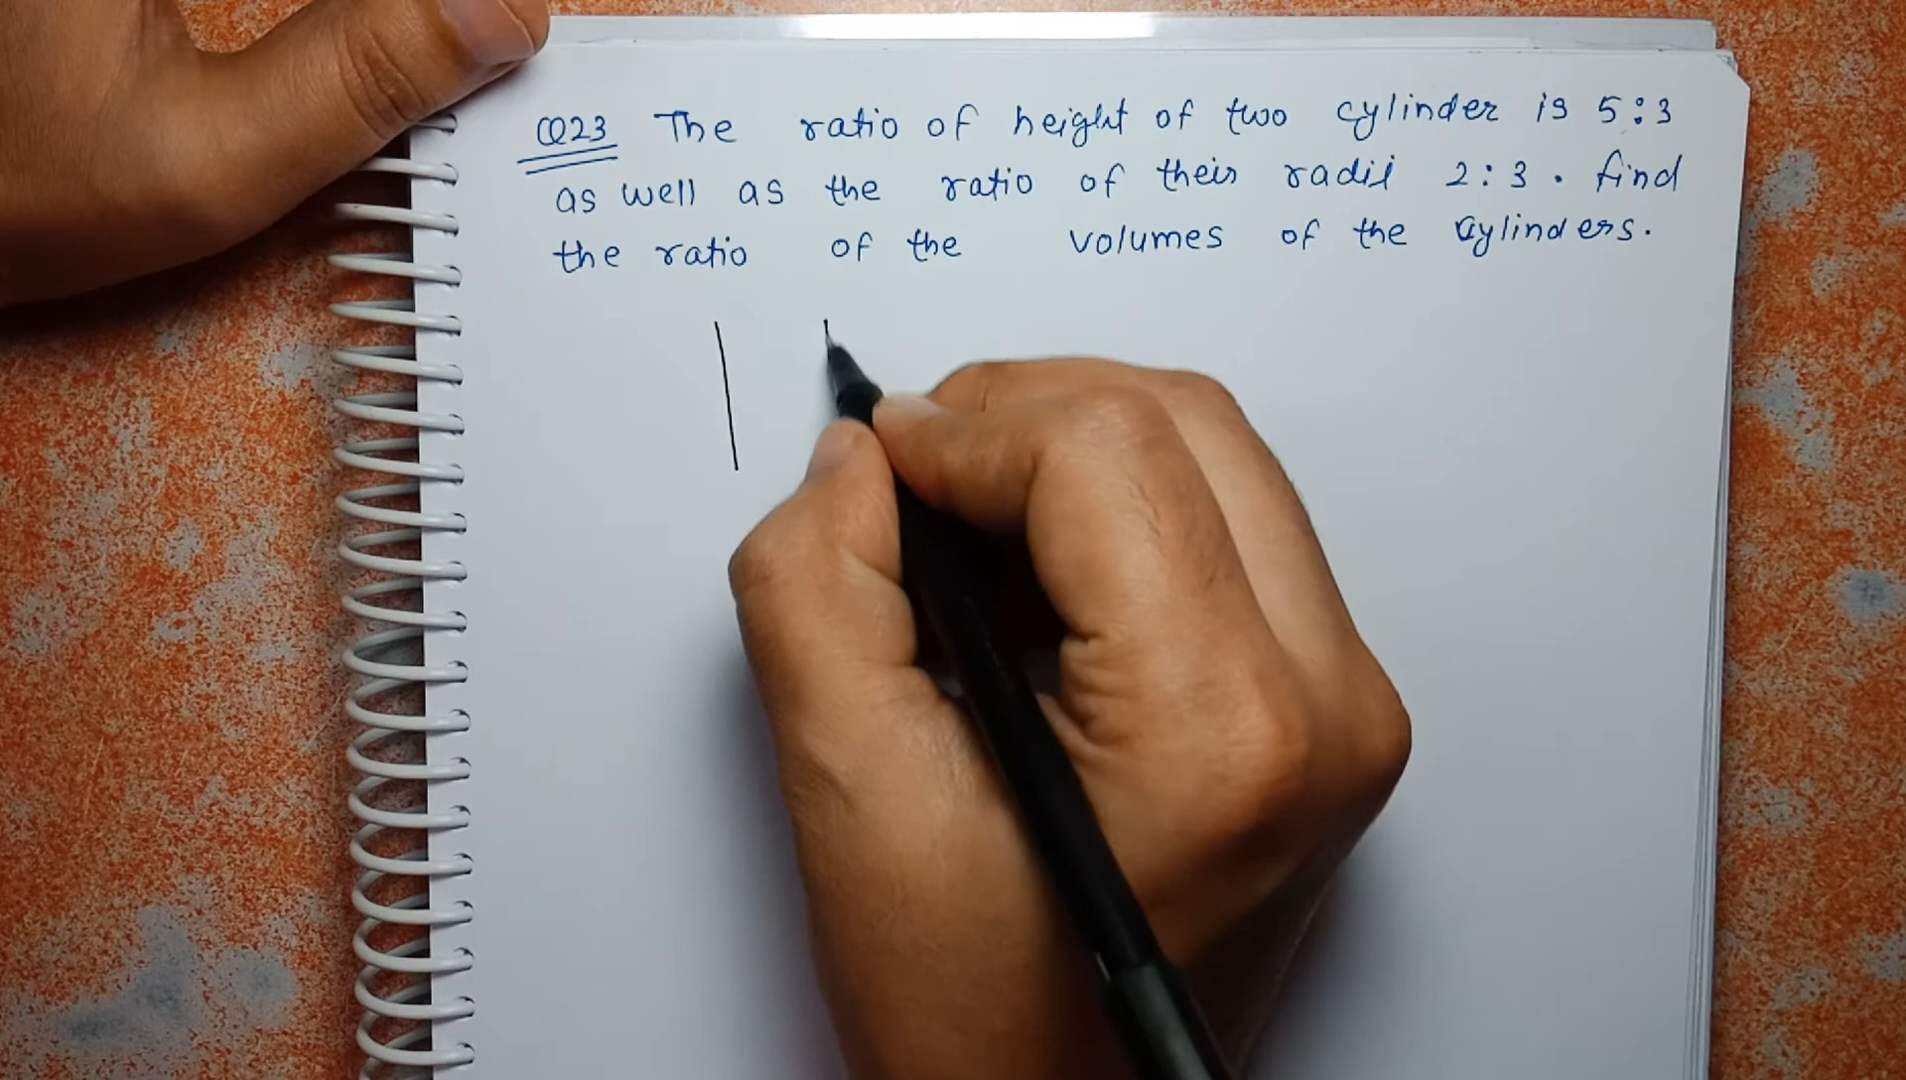 Q23 The ratio of height of two cylinder is 5:3
as well as the ratio of their radii 2:3. find
the ratio of the volumes of the cylinders.